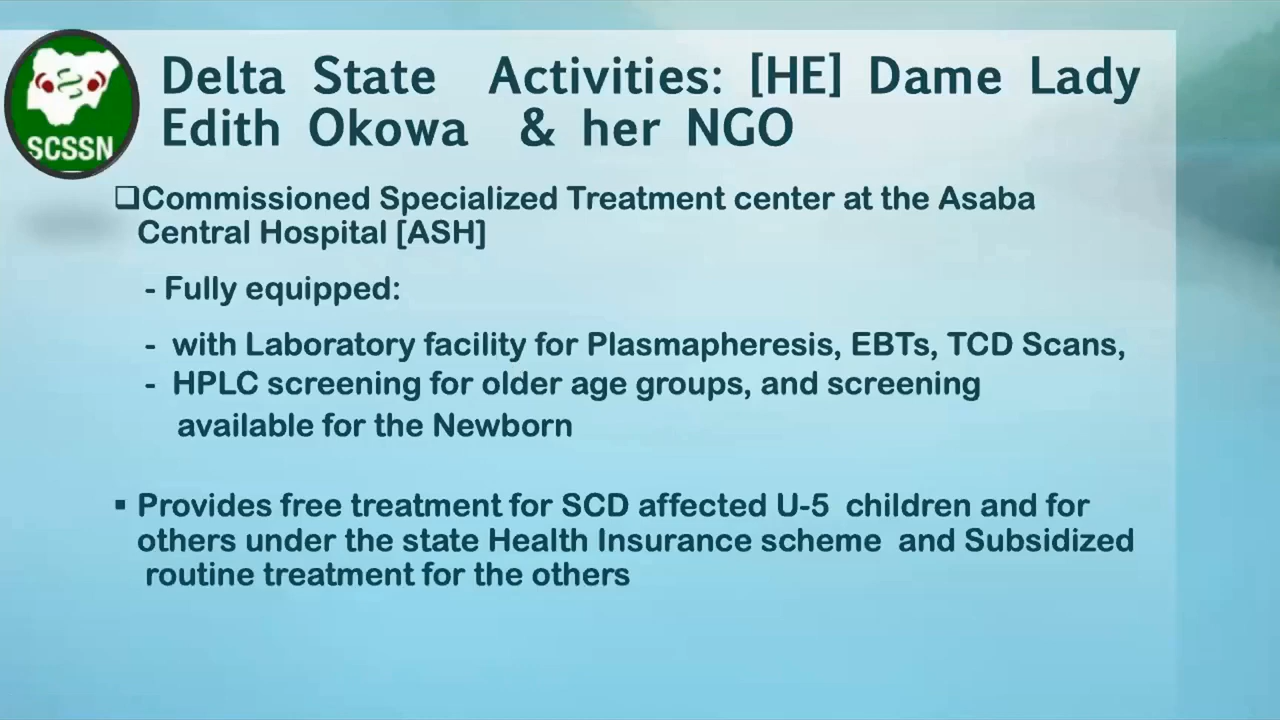 SCSSN
Delta State Activities: [HE] Dame Lady
Edith Okowa & her NGO
❑Commissioned Specialized Treatment center at the Asaba
Central Hospital [ASH]
- Fully equipped:
- with Laboratory facility for Plasmapheresis, EBTs, TCD Scans,
- HPLC screening for older age groups, and screening
available for the Newborn
▪ Provides free treatment for SCD affected U-5 children and for
others under the state Health Insurance scheme and Subsidized
routine treatment for the others